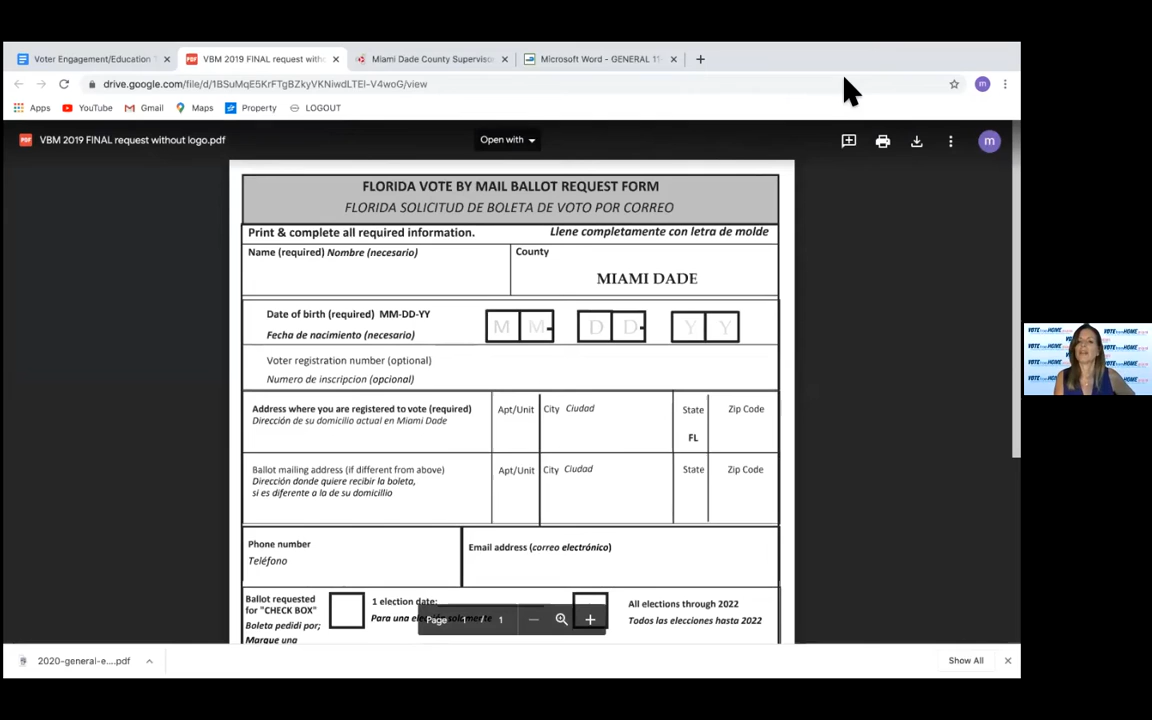 Voter Engagement/Education
VBM 2019 FINAL request with
Miami Dade County Supervisor
Microsoft Word - GENERAL 11
drive.google.com/file/d/1BSuMqE5KrFTgBZkyVKNiwdLTEl-V4woG/view
m
Apps
YouTube
Gmail
Maps
Property
LOGOUT
VBM 2019 FINAL request without logo.pdf
Open with
m
FLORIDA VOTE BY MAIL BALLOT REQUEST FORM
FLORIDA SOLICITUD DE BOLETA DE VOTO POR CORREO
Print & complete all required information.
Llene completamente con letra de molde
Name (required) Nombre (necesario)
County
MIAMI DADE
Date of birth (required) MM-DD-YY
Fecha de nacimiento (necesario)
M M - D D - Y Y
Voter registration number (optional)
Numero de inscripcion (opcional)
Address where you are registered to vote (required)
Dirección de su domicilio actual en Miami Dade
Apt/Unit
City Ciudad
State
FL
Zip Code
Ballot mailing address (if different from above)
Dirección donde quiere recibir la boleta,
si es diferente a la de su domicillio
Apt/Unit
City Ciudad
State
Zip Code
Phone number
Teléfono
Email address (correo electrónico)
Ballot requested
for "CHECK BOX"
Boleta pedidi por;
Marque una
1 election date:
Para una elección solamente
All elections through 2022
Todos las elecciones hasta 2022
Page 1 / 1
2020-general-e....pdf
Show All